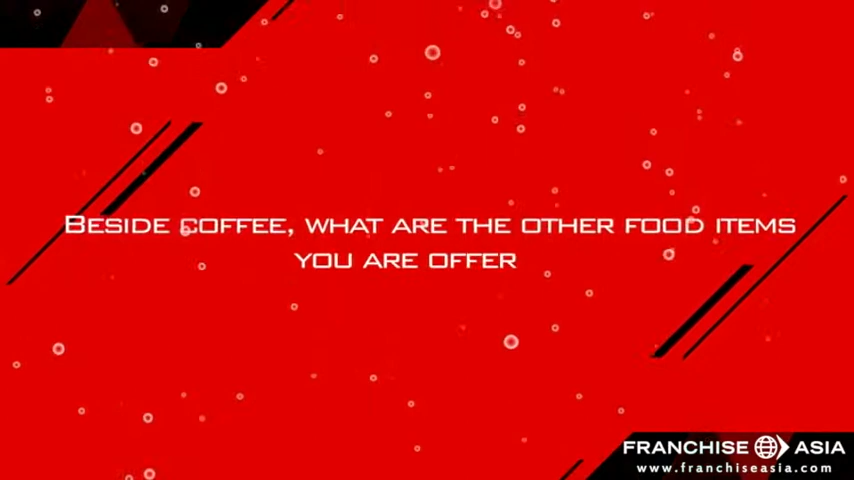 BESIDE COFFEE, WHAT ARE THE OTHER FOOD ITEMS
YOU ARE OFFER
FRANCHISE ASIA
www.franchiseasia.com